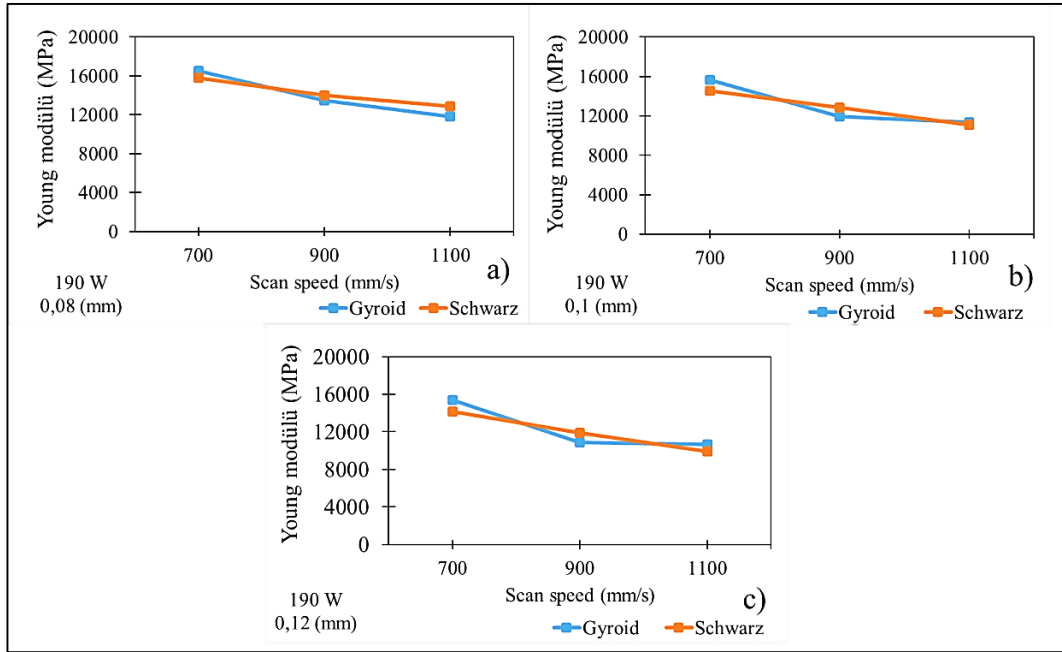 Young modülü (MPa)
20000
16000
12000
8000
4000
0
700 900 1100
Scan speed (mm/s)
a)
190 W
0,08 (mm)
Gyroid Schwarz
Young modülü (MPa)
20000
16000
12000
8000
4000
0
700 900 1100
Scan speed (mm/s)
b)
190 W
0,1 (mm)
Gyroid Schwarz
Young modülü (MPa)
20000
16000
12000
8000
4000
0
700 900 1100
Scan speed (mm/s)
c)
190 W
0,12 (mm)
Gyroid Schwarz